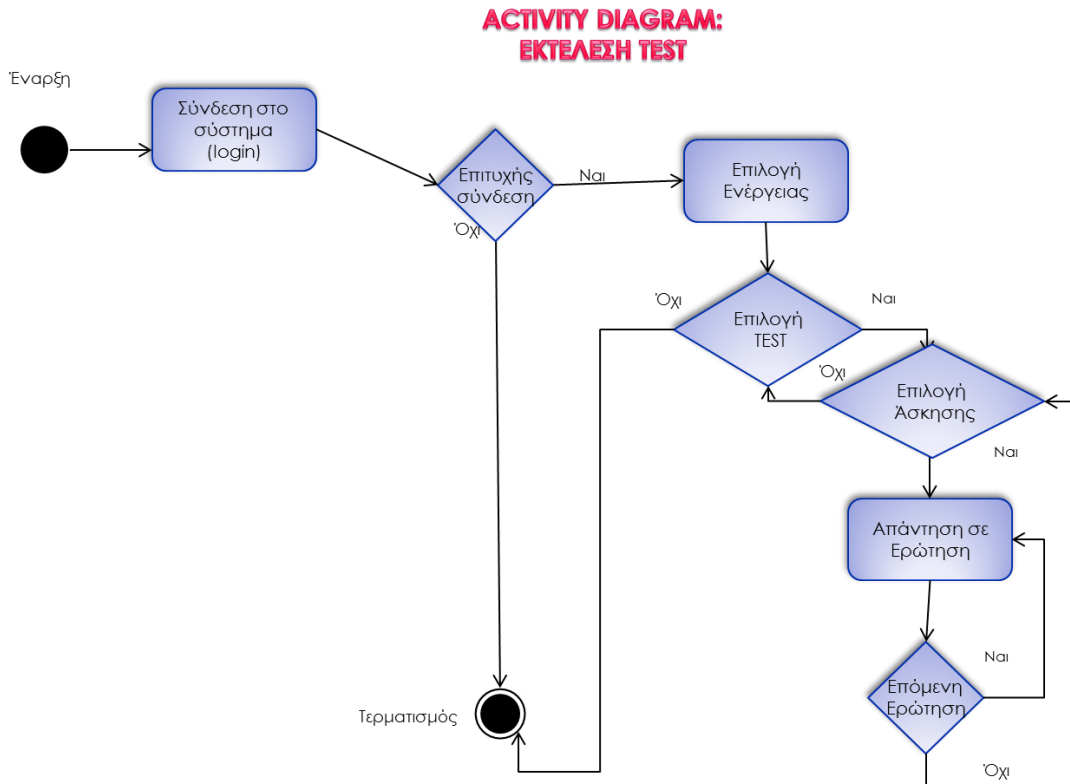 ACTIVITY DIAGRAM:
ΕΚΤΕΛΕΣΗ TEST
Έναρξη
Σύνδεση στο
σύστημα
(login)
Επιτυχής
σύνδεση
Ναι
Όχι
Επιλογή
Ενέργειας
Όχι
Ναι
Επιλογή
TEST
Όχι
Επιλογή
Άσκησης
Ναι
Απάντηση σε
Ερώτηση
Ναι
Επόμενη
Ερώτηση
Τερματισμός
Όχι